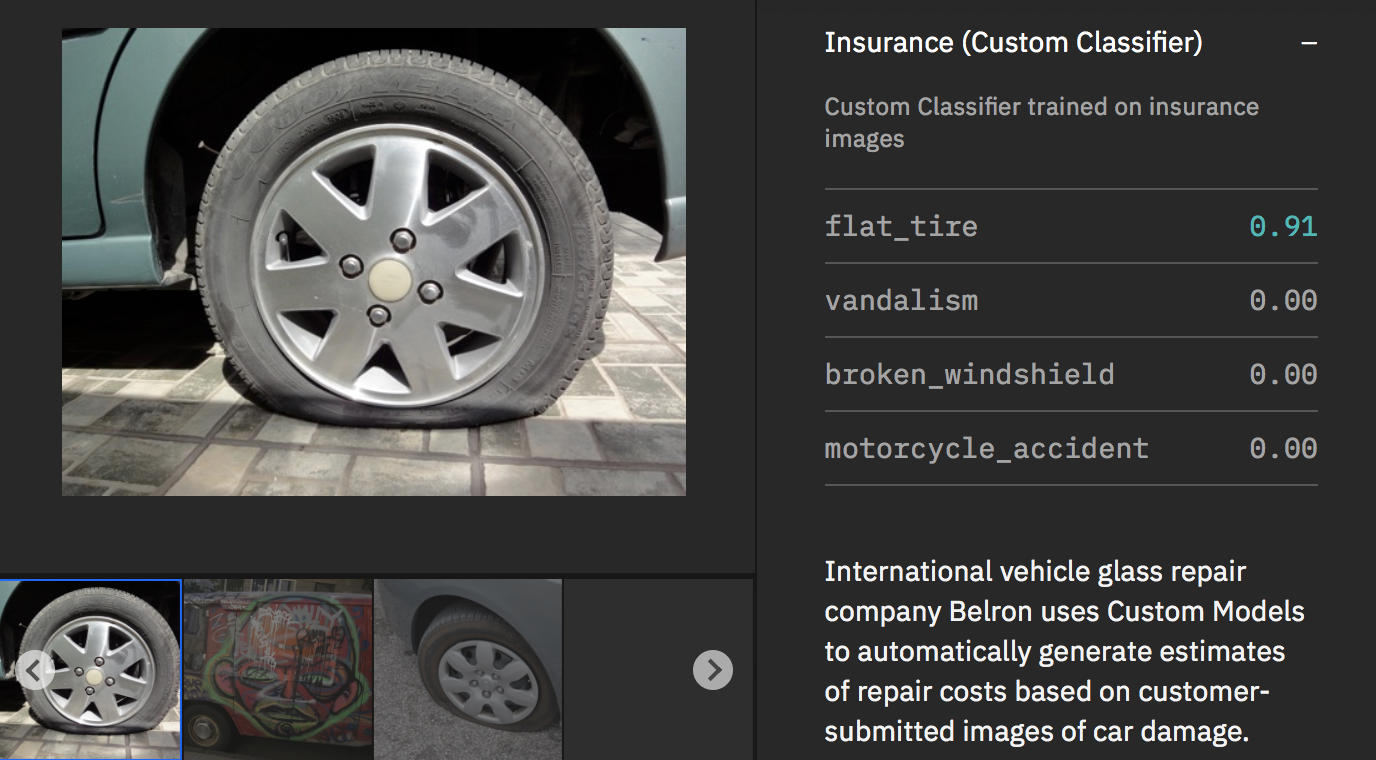 Insurance (Custom Classifier)
Custom Classifier trained on insurance
images
flat_tire 0.91
vandalism 0.00
broken_windshield 0.00
motorcycle_accident 0.00
International vehicle glass repair
company Belron uses Custom Models
to automatically generate estimates
of repair costs based on customer-
submitted images of car damage.